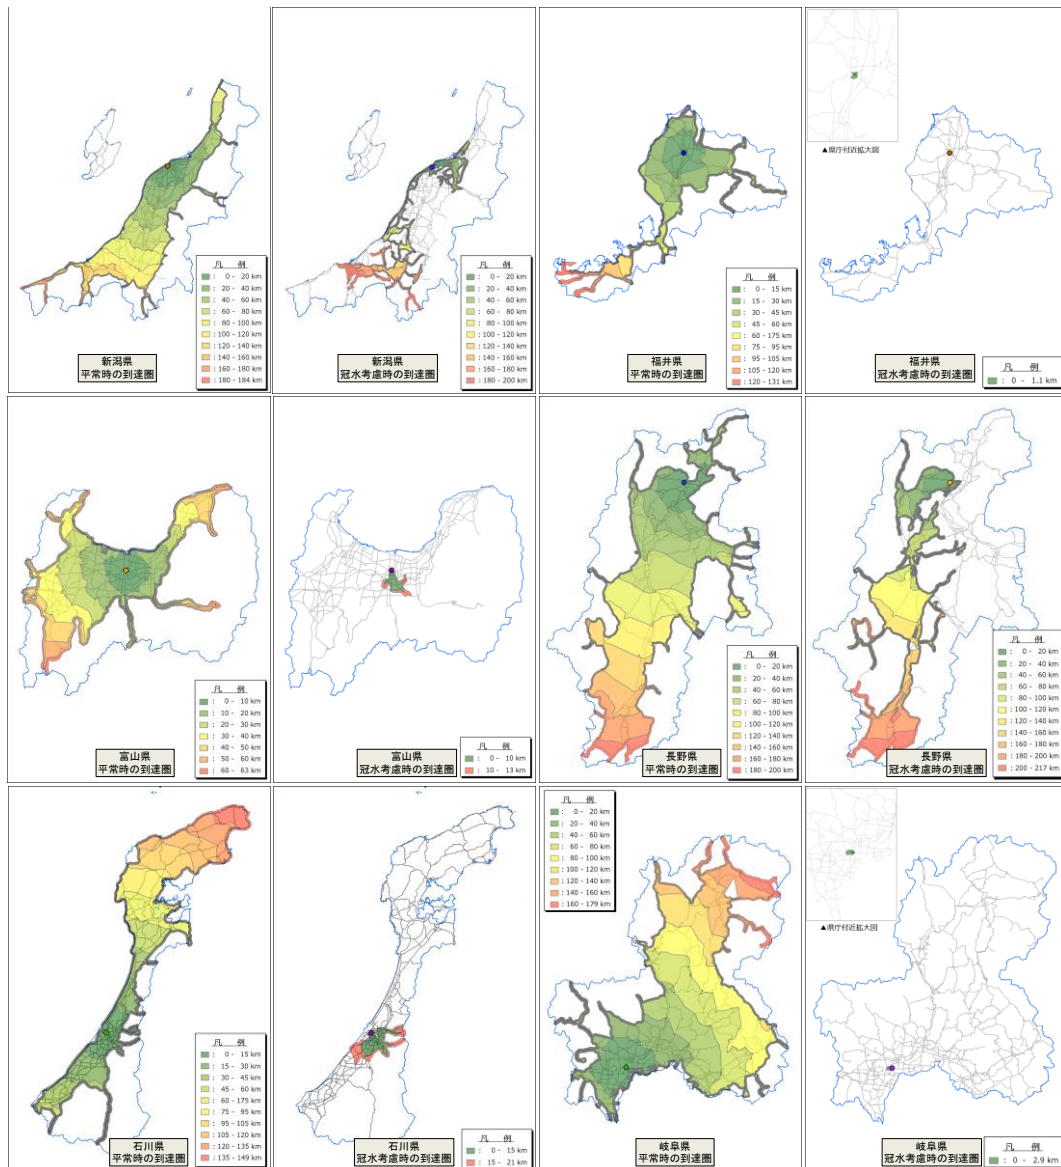 凡 例
: 0 - 20 km
: 20 - 40 km
: 40 - 60 km
: 60 - 80 km
: 80 - 100 km
: 100 - 120 km
: 120 - 140 km
: 140 - 160 km
: 160 - 180 km
: 180 - 184 km
新潟県
平常時の到達圏
凡 例
: 0 - 20 km
: 20 - 40 km
: 40 - 60 km
: 60 - 80 km
: 80 - 100 km
: 100 - 120 km
: 120 - 140 km
: 140 - 160 km
: 160 - 180 km
: 180 - 200 km
新潟県
冠水考慮時の到達圏
凡 例
: 0 - 15 km
: 15 - 30 km
: 30 - 45 km
: 45 - 60 km
: 60 - 175 km
: 75 - 95 km
: 95 - 105 km
: 105 - 120 km
: 120 - 131 km
福井県
平常時の到達圏
▲県庁付近拡大図
福井県
冠水考慮時の到達圏
凡 例
: 0 - 1.1 km
凡 例
: 0 - 10 km
: 10 - 20 km
: 20 - 30 km
: 30 - 40 km
: 40 - 50 km
: 50 - 60 km
: 60 - 63 km
富山県
平常時の到達圏
富山県
冠水考慮時の到達圏
凡 例
: 0 - 10 km
: 10 - 13 km
凡 例
: 0 - 20 km
: 20 - 40 km
: 40 - 60 km
: 60 - 80 km
: 80 - 100 km
: 100 - 120 km
: 120 - 140 km
: 140 - 160 km
: 160 - 180 km
: 180 - 200 km
長野県
平常時の到達圏
凡 例
: 0 - 20 km
: 20 - 40 km
: 40 - 60 km
: 60 - 80 km
: 80 - 100 km
: 100 - 120 km
: 120 - 140 km
: 140 - 160 km
: 160 - 180 km
: 180 - 200 km
: 200 - 217 km
長野県
冠水考慮時の到達圏
凡 例
: 0 - 15 km
: 15 - 30 km
: 30 - 45 km
: 45 - 60 km
: 60 - 175 km
: 75 - 95 km
: 95 - 105 km
: 105 - 120 km
: 120 - 135 km
: 135 - 149 km
石川県
平常時の到達圏
石川県
冠水考慮時の到達圏
凡 例
: 0 - 15 km
: 15 - 21 km
凡 例
: 0 - 20 km
: 20 - 40 km
: 40 - 60 km
: 60 - 80 km
: 80 - 100 km
: 100 - 120 km
: 120 - 140 km
: 140 - 160 km
: 160 - 179 km
岐阜県
平常時の到達圏
▲県庁付近拡大図
岐阜県
冠水考慮時の到達圏
凡 例
: 0 - 2.9 km